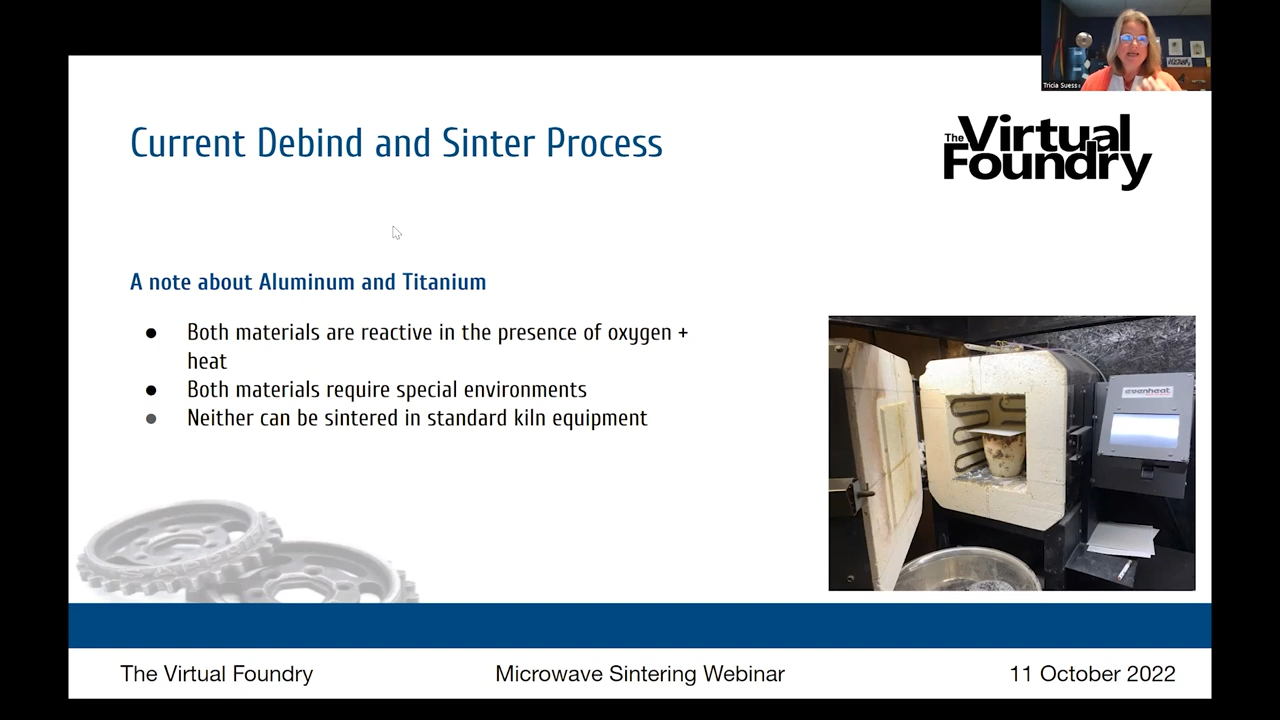 Tricia Suess
Current Debind and Sinter Process
The Virtual
Foundry
A note about Aluminum and Titanium
● Both materials are reactive in the presence of oxygen +
heat
● Both materials require special environments
● Neither can be sintered in standard kiln equipment
evenheat
The Virtual Foundry
Microwave Sintering Webinar
11 October 2022